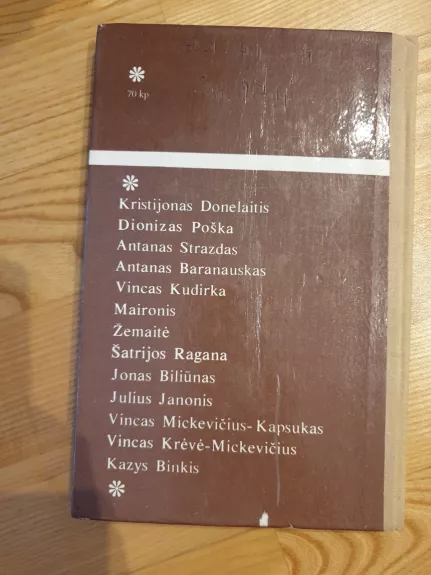 70 kp
Kristijonas Donelaitis
Dionizas Poška
Antanas Strazdas
Antanas Baranauskas
Vincas Kudirka
Maironis
Žemaitė
Šatrijos Ragana
Jonas Biliūnas
Julius Janonis
Vincas Mickevičius-Kapsukas
Vincas Krėvė-Mickevičius
Kazys Binkis